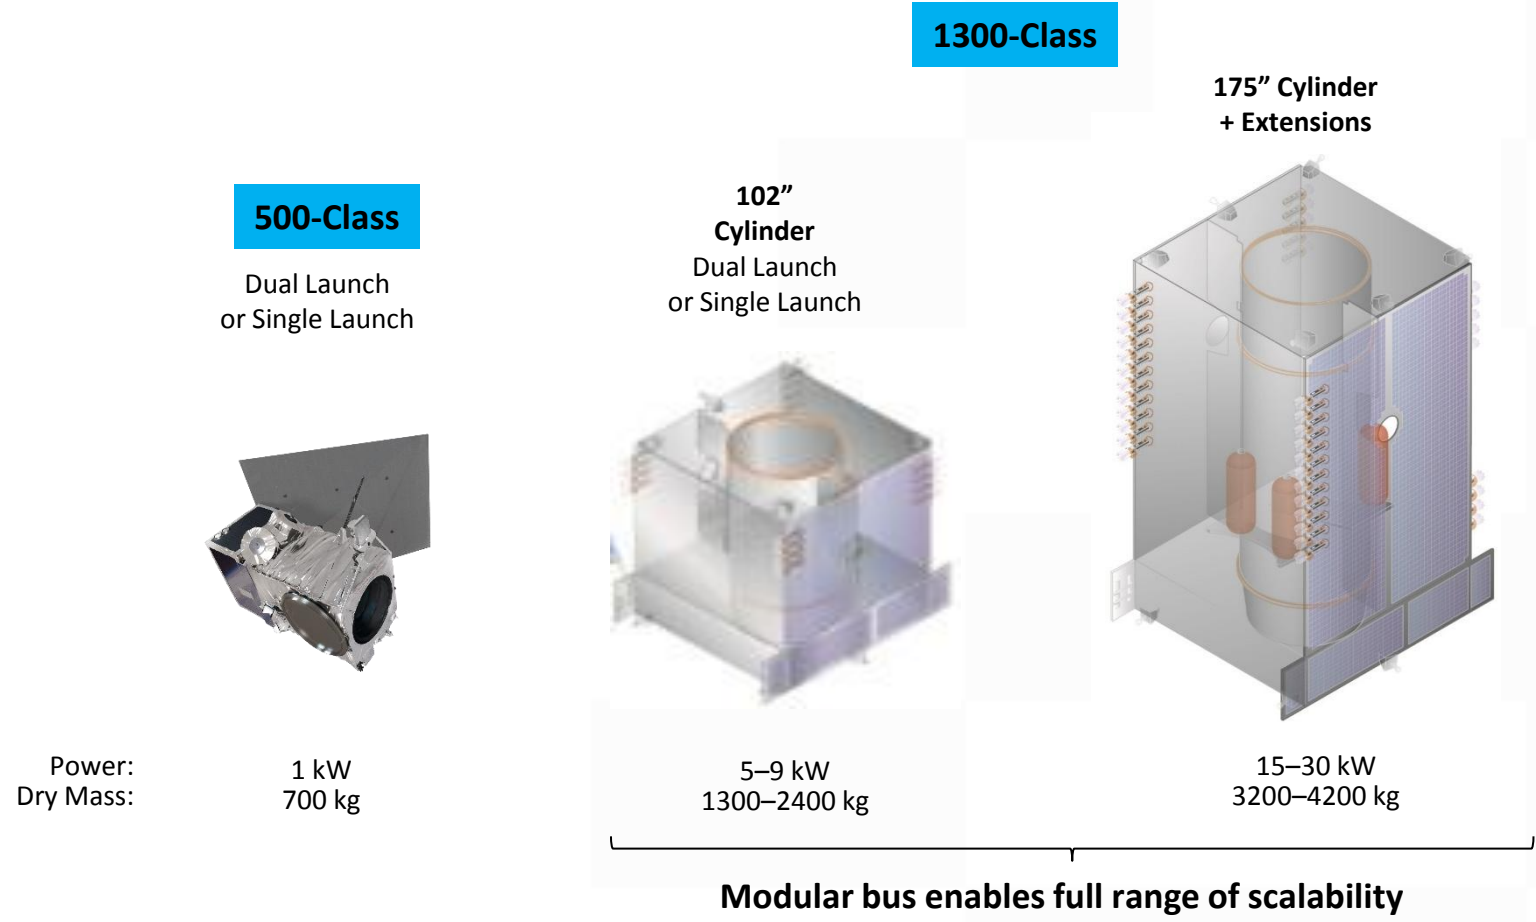 1300-Class
175” Cylinder
+ Extensions
500-Class
Dual Launch
or Single Launch
102”
Cylinder
Dual Launch
or Single Launch
Power:
Dry Mass:
1 kW
700 kg
5–9 kW
1300–2400 kg
15–30 kW
3200–4200 kg
Modular bus enables full range of scalability